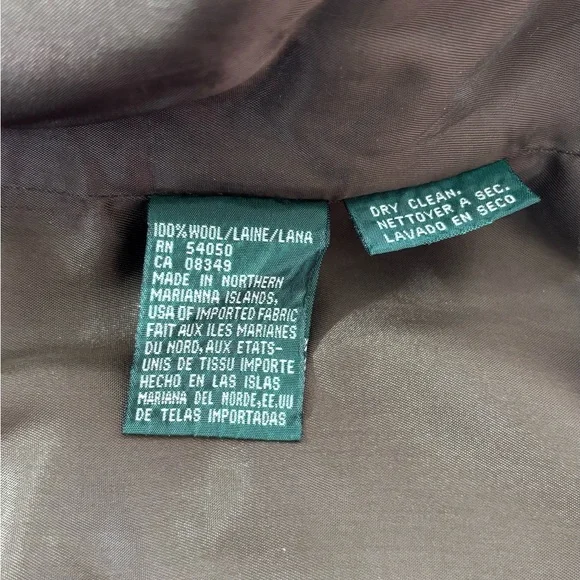 100% WOOL/LAINE/LANA
RN 54050
CA 08349
MADE IN NORTHERN
MARIANNA ISLANDS,
USA OF IMPORTED FABRIC
FAIT AUX ILES MARIANES
DU NORD, AUX ETATS-
UNIS DE TISSU IMPORTE
HECHO EN LAS ISLAS
MARIANA DEL NORDE, EE.UU
DE TELAS IMPORTADAS
DRY CLEAN.
NETTOYER A SEC.
LAVADO EN SECO